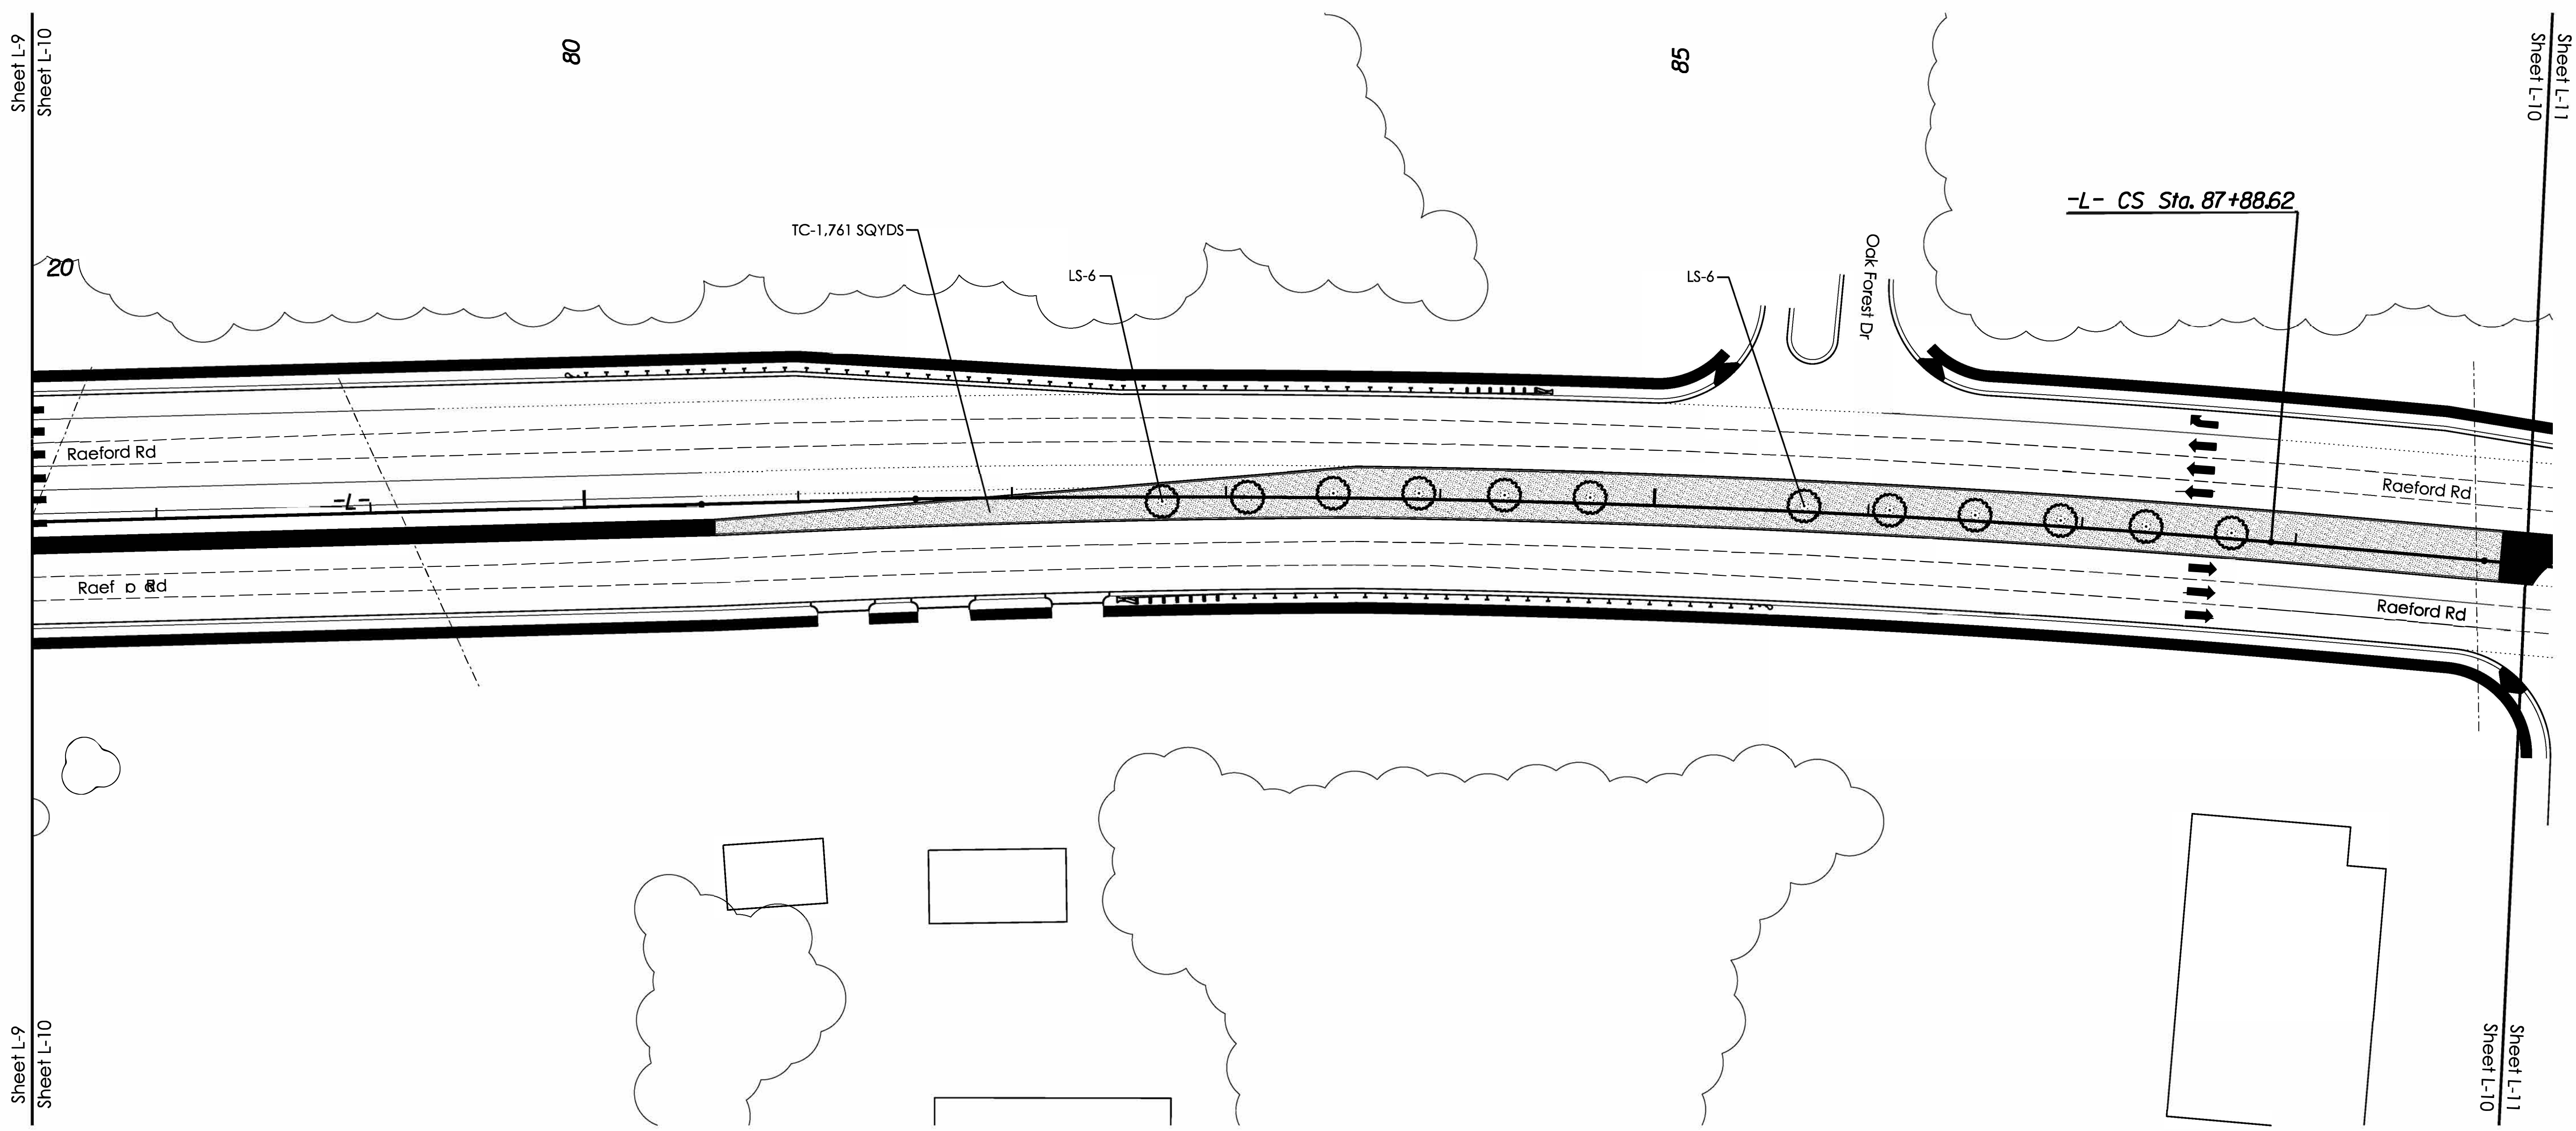 Sheet L-9
Sheet L-10
80
85
Sheet L-11
Sheet L-10
-L- CS Sta. 87+88.62
TC-1,761 SQYDS
20
LS-6
LS-6
Oak Forest Dr
Raeford Rd
Raeford Rd
-L-
Raef o Rd
Raeford Rd
Sheet L-9
Sheet L-10
Sheet L-11
Sheet L-10